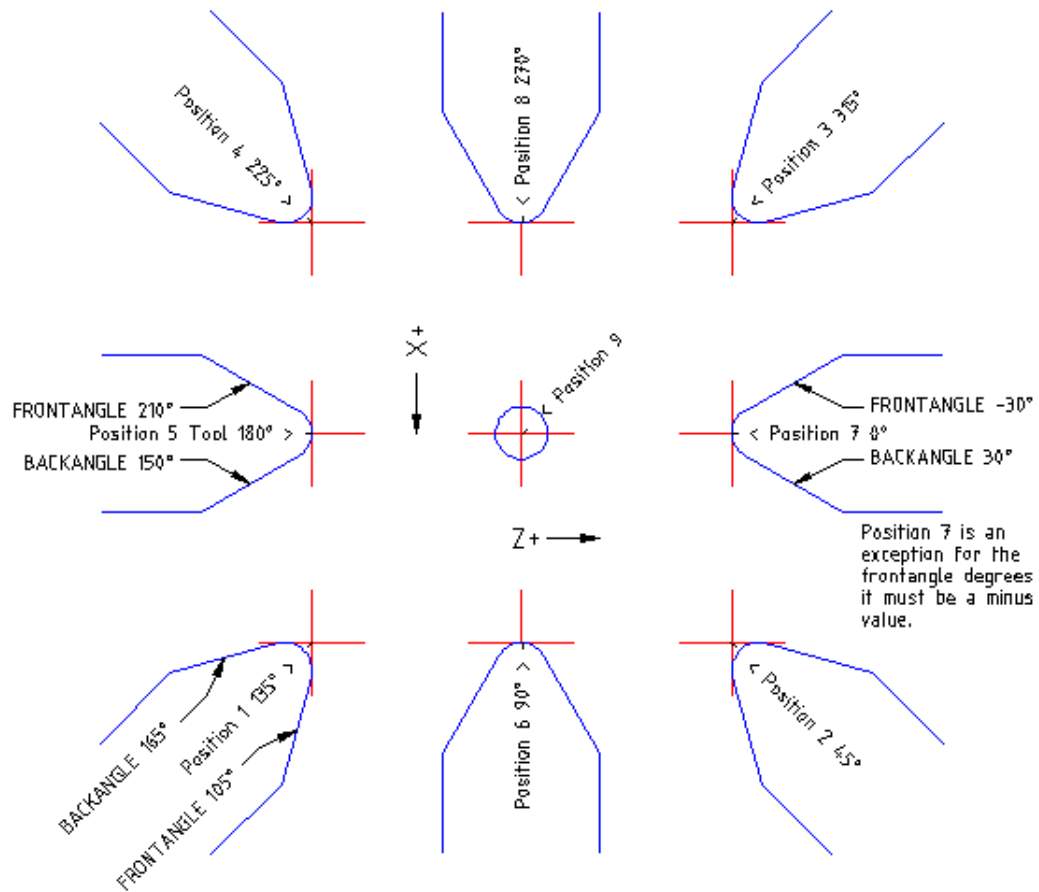 Position 4 225°
Position 8 270°
Position 3 315°
X+
Position 9
FRONTANGLE 210°
Position 5 Tool 180°
BACKANGLE 150°
FRONTANGLE -30°
Position 7 0°
BACKANGLE 30°
Z+
Position 7 is an
exception for the
frontangle degrees
it must be a minus
value.
BACKANGLE 165°
Position 1 135°
FRONTANGLE 105°
Position 6 90°
Position 2 45°